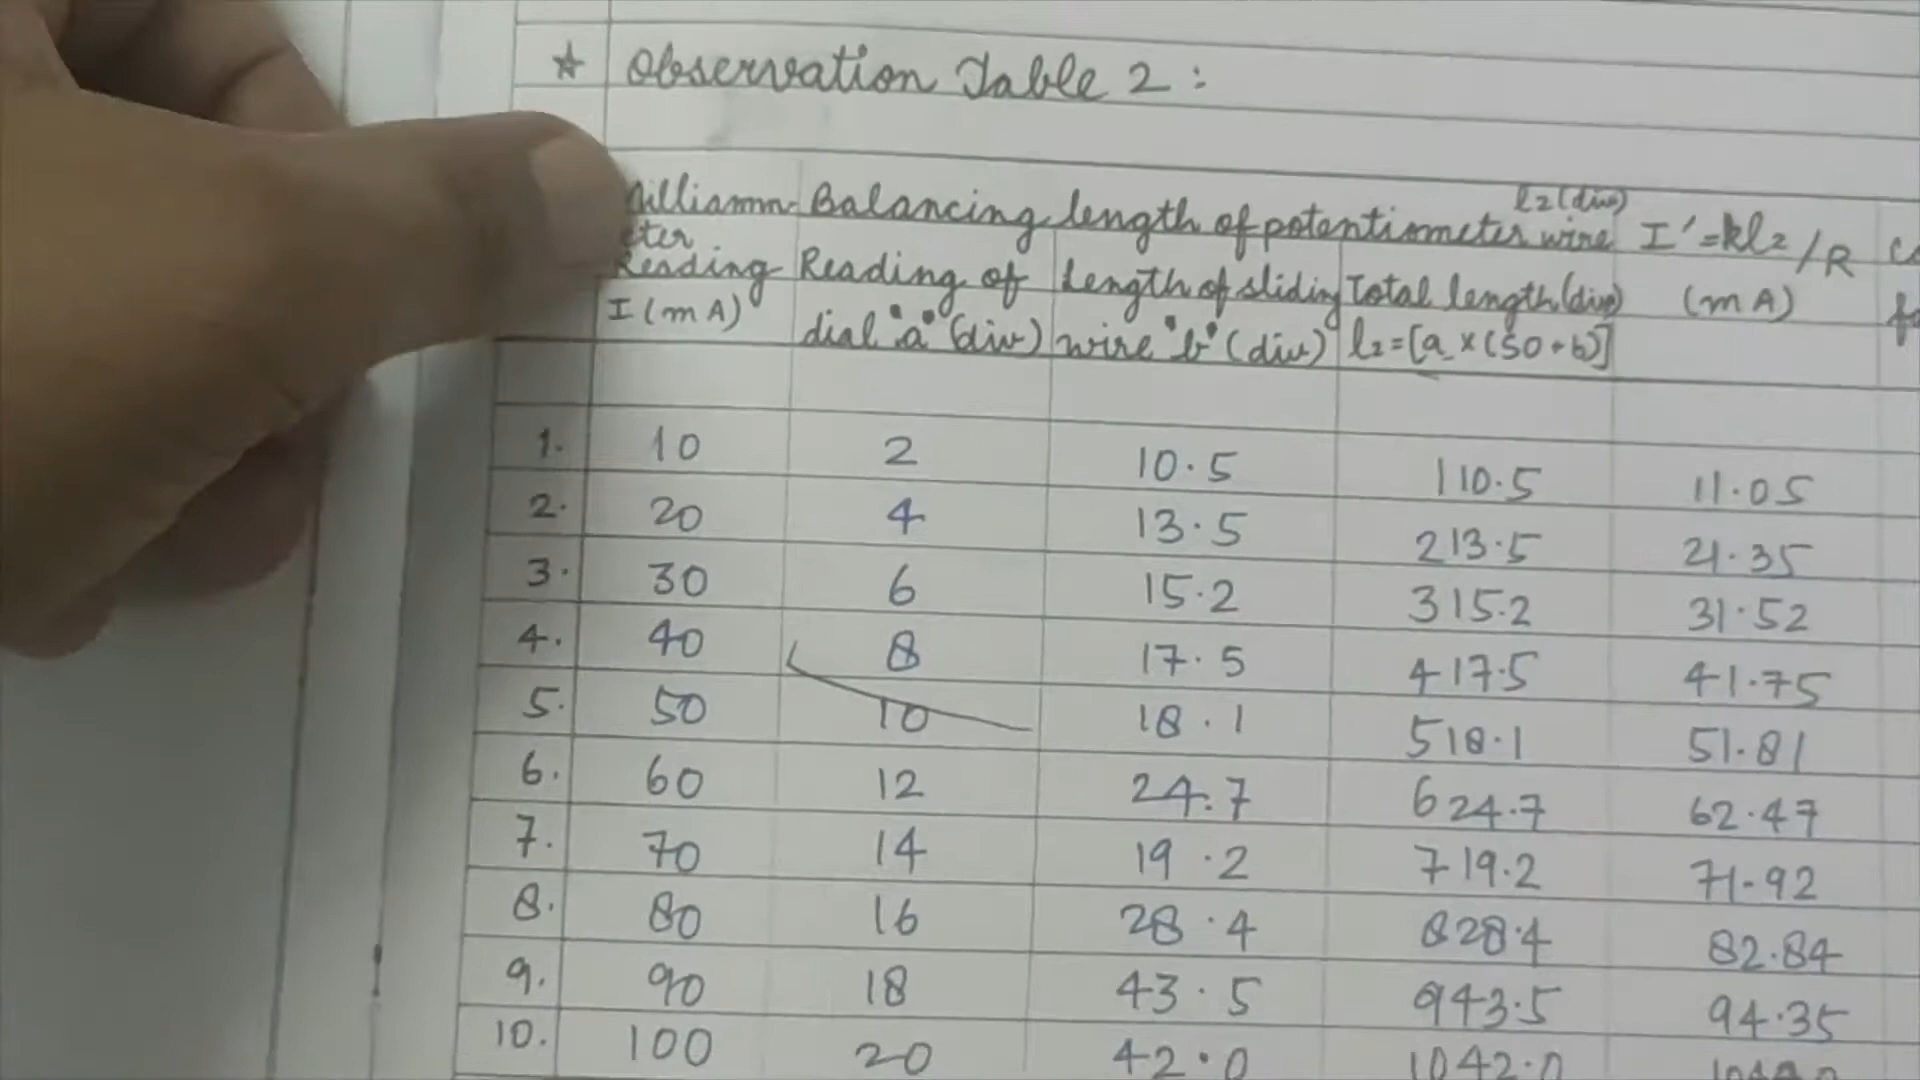 ☆ Observation Table 2 :
Milliamm- Balancing length of potentiometer wire l2 (div) I' = kl2/R
eter
Reading Reading of Length of sliding Total length (div) (mA)
I (mA) dial "a" (div) wire "b" (div) l2 = [a × (50 + b)]
1. 10 2 10.5 110.5 11.05
2. 20 4 13.5 213.5 21.35
3. 30 6 15.2 315.2 31.52
4. 40 8 17.5 417.5 41.75
5. 50 10 18.1 518.1 51.81
6. 60 12 24.7 624.7 62.47
7. 70 14 19.2 719.2 71.92
8. 80 16 28.4 828.4 82.84
9. 90 18 43.5 943.5 94.35
10. 100 20 42.0 1042.0